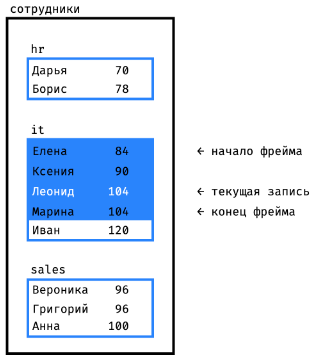 сотрудники
hr
Дарья 70
Борис 78
it
Елена 84 ← начало фрейма
Ксения 90
Леонид 104 ← текущая запись
Марина 104 ← конец фрейма
Иван 120
sales
Вероника 96
Григорий 96
Анна 100